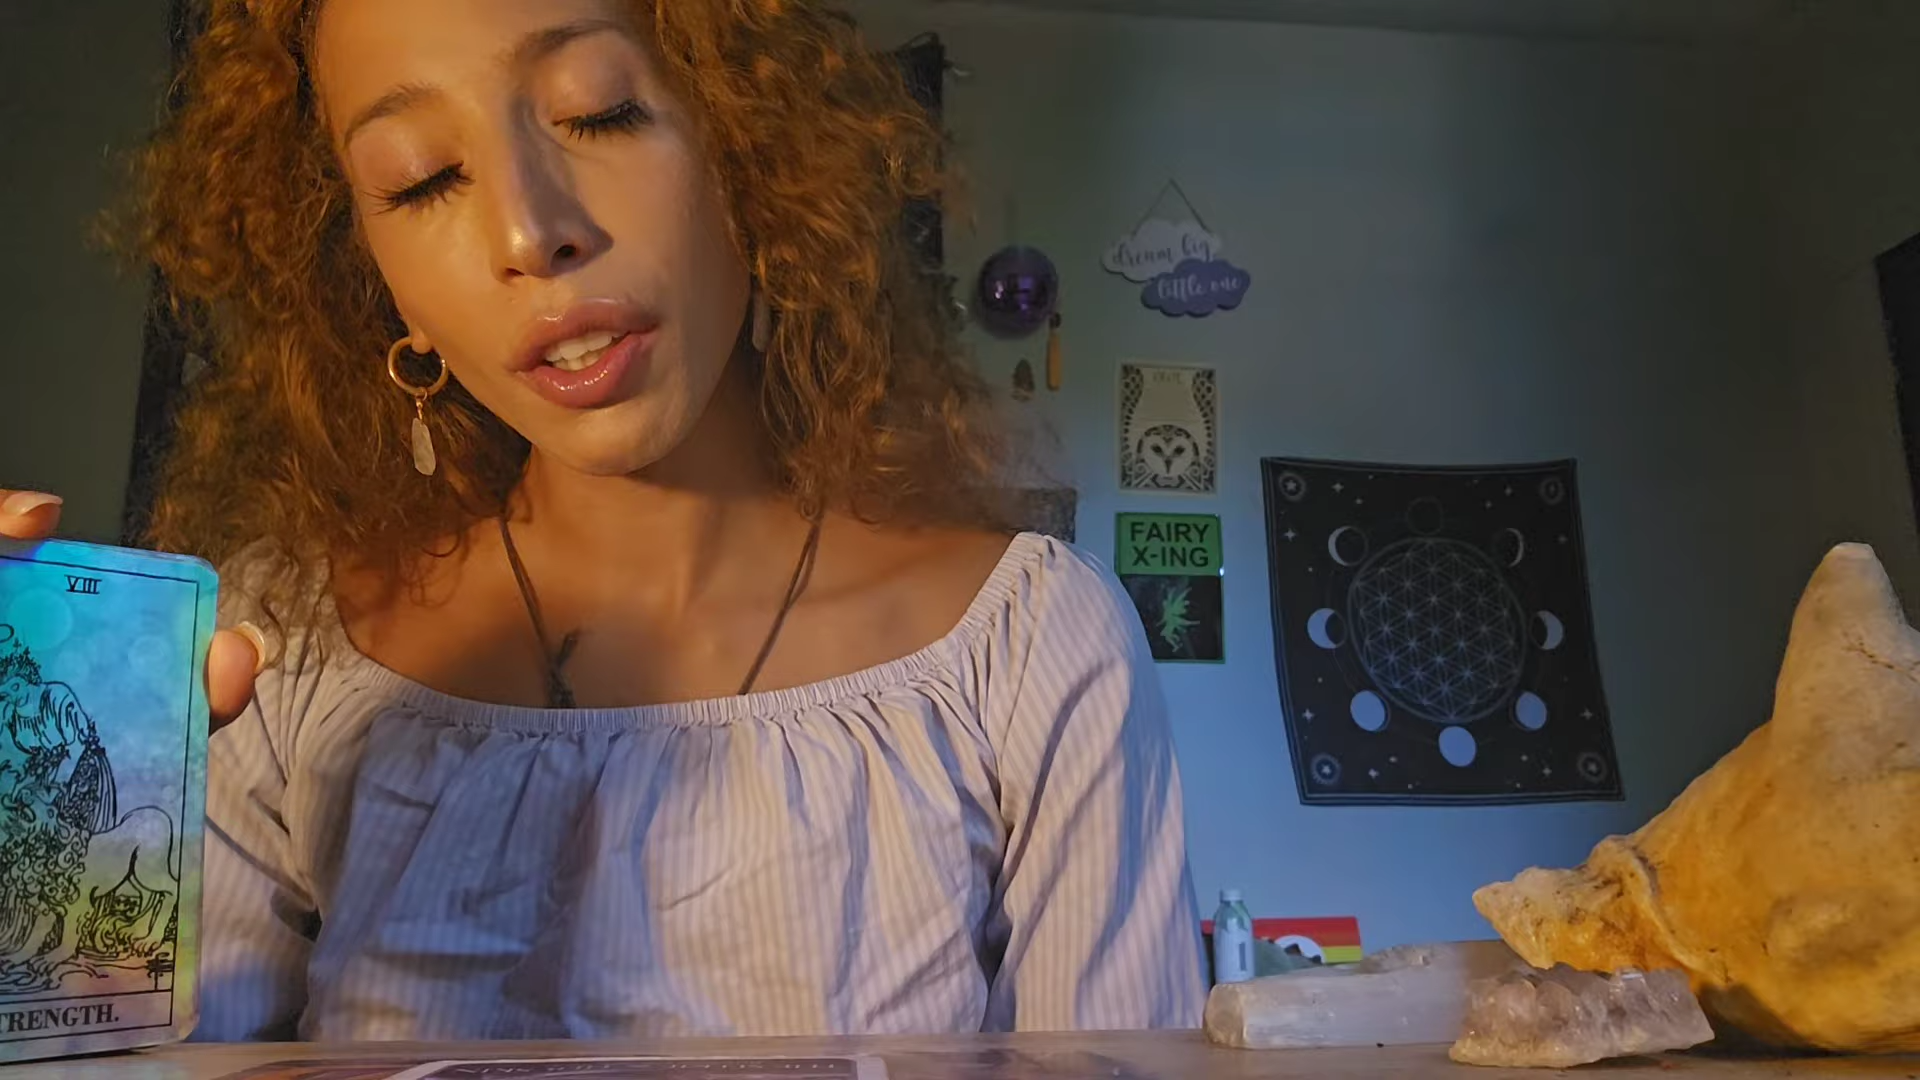 VIII
TRENGTH.
dream big
little one
FAIRY
X-ING